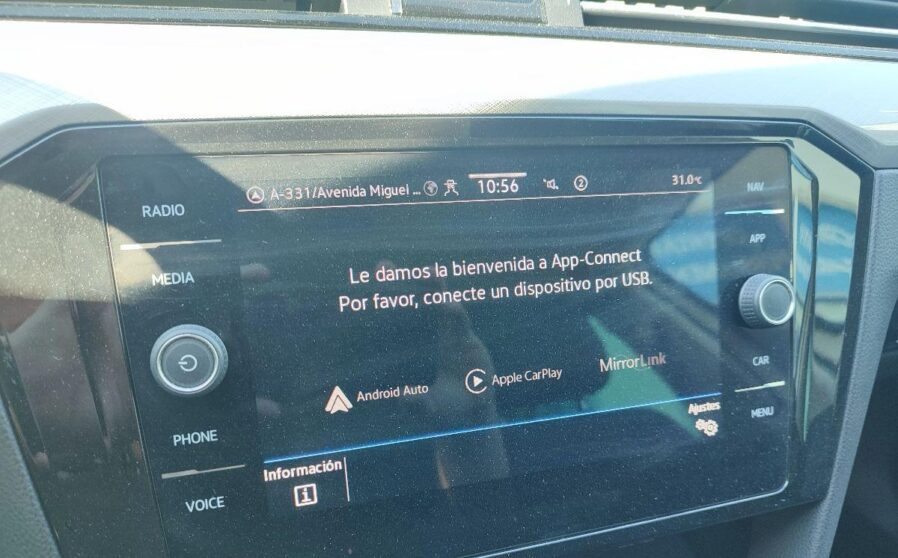 RADIO
MEDIA
PHONE
VOICE
A-331/Avenida Miguel ...
10:56
2
31.0°C
Le damos la bienvenida a App-Connect
Por favor, conecte un dispositivo por USB.
Android Auto
Apple CarPlay
MirrorLink
Información
i
Ajustes
NAV
APP
CAR
MENU